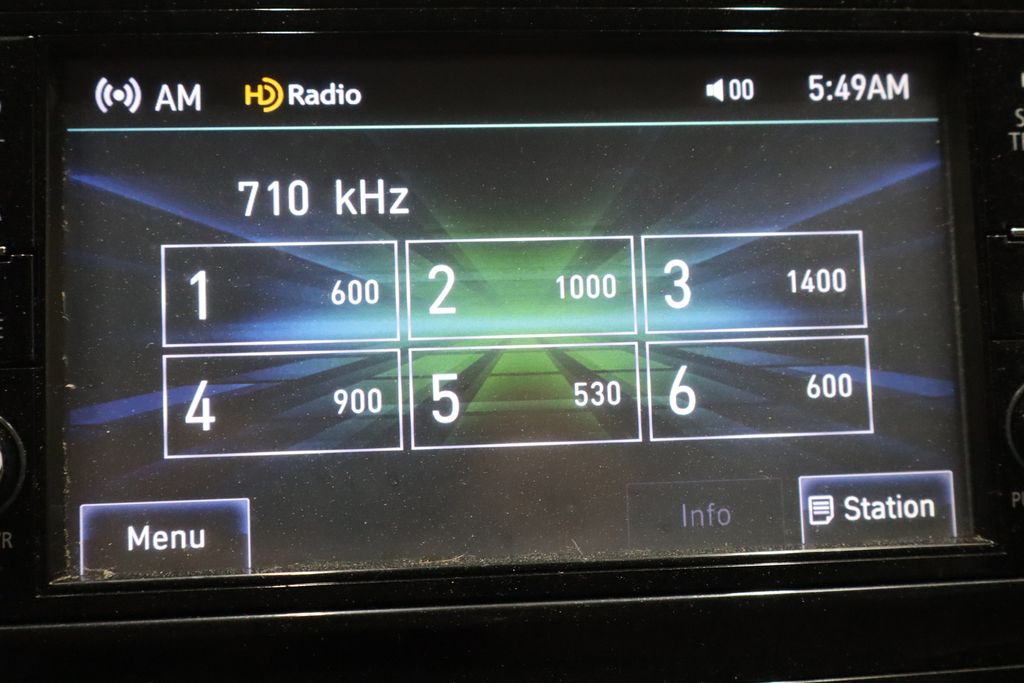 AM HD Radio 00 5:49AM
710 kHz
1 600 2 1000 3 1400
4 900 5 530 6 600
Menu Info Station